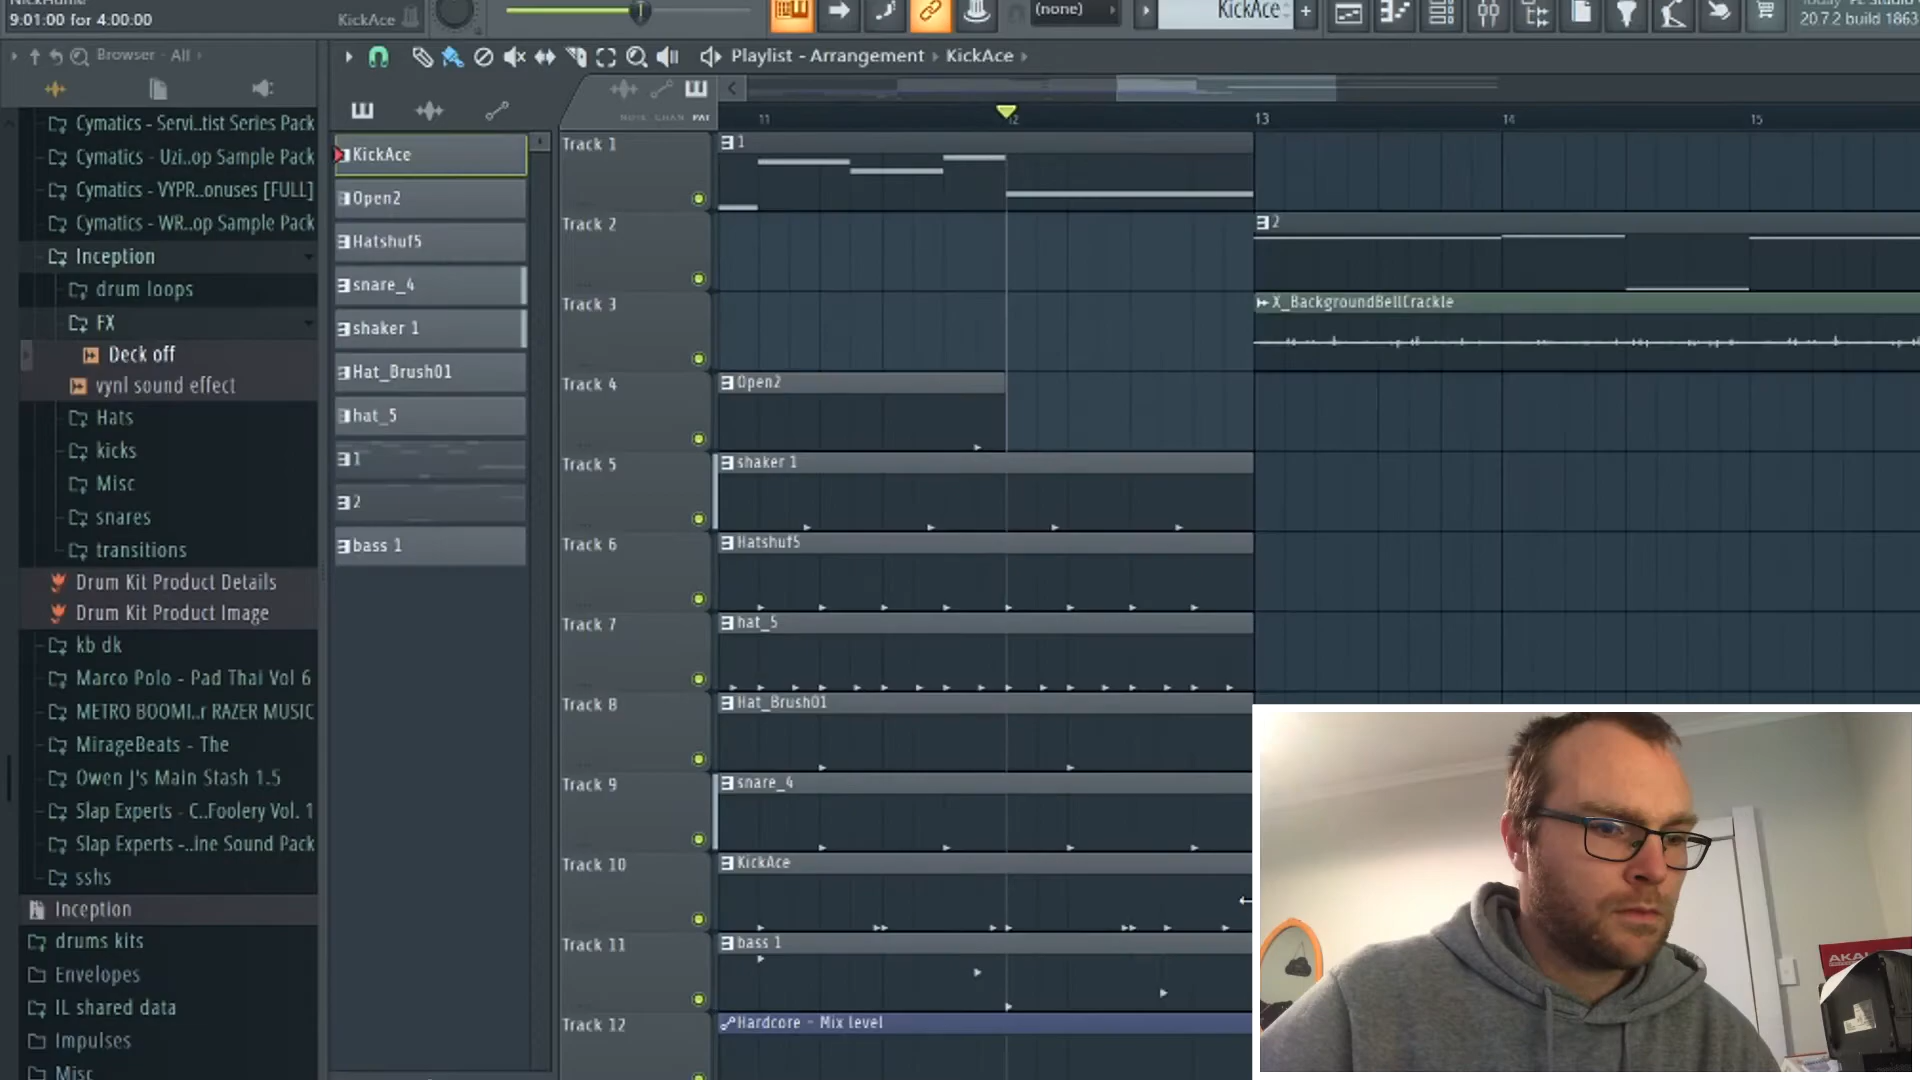 9:01:00 for 4:00:00
KickAce
(none)
KickAce
+
20.7.2 build 1863
Browser - All
Playlist - Arrangement › KickAce ›
Cymatics - Servi..tist Series Pack
Cymatics - Uzi..op Sample Pack
Cymatics - VYPR..onuses [FULL]
Cymatics - WR..op Sample Pack
Inception
drum loops
FX
Deck off
vynl sound effect
Hats
kicks
Misc
snares
transitions
Drum Kit Product Details
Drum Kit Product Image
kb dk
Marco Polo - Pad Thai Vol 6
METRO BOOMI..r RAZER MUSIC
MirageBeats - The
Owen J's Main Stash 1.5
Slap Experts - C..Foolery Vol. 1
Slap Experts -..ine Sound Pack
sshs
Inception
drums kits
Envelopes
IL shared data
Impulses
Misc
KickAce
Open2
Hatshuf5
snare_4
shaker 1
Hat_Brush01
hat_5
1
2
bass 1
11 12 13 14 15
Track 1
1
Track 2
2
Track 3
X_BackgroundBellCrackle
Track 4
Open2
Track 5
shaker 1
Track 6
Hatshuf5
Track 7
hat_5
Track 8
Hat_Brush01
Track 9
snare_4
Track 10
KickAce
Track 11
bass 1
Track 12
Hardcore - Mix level
AKAI